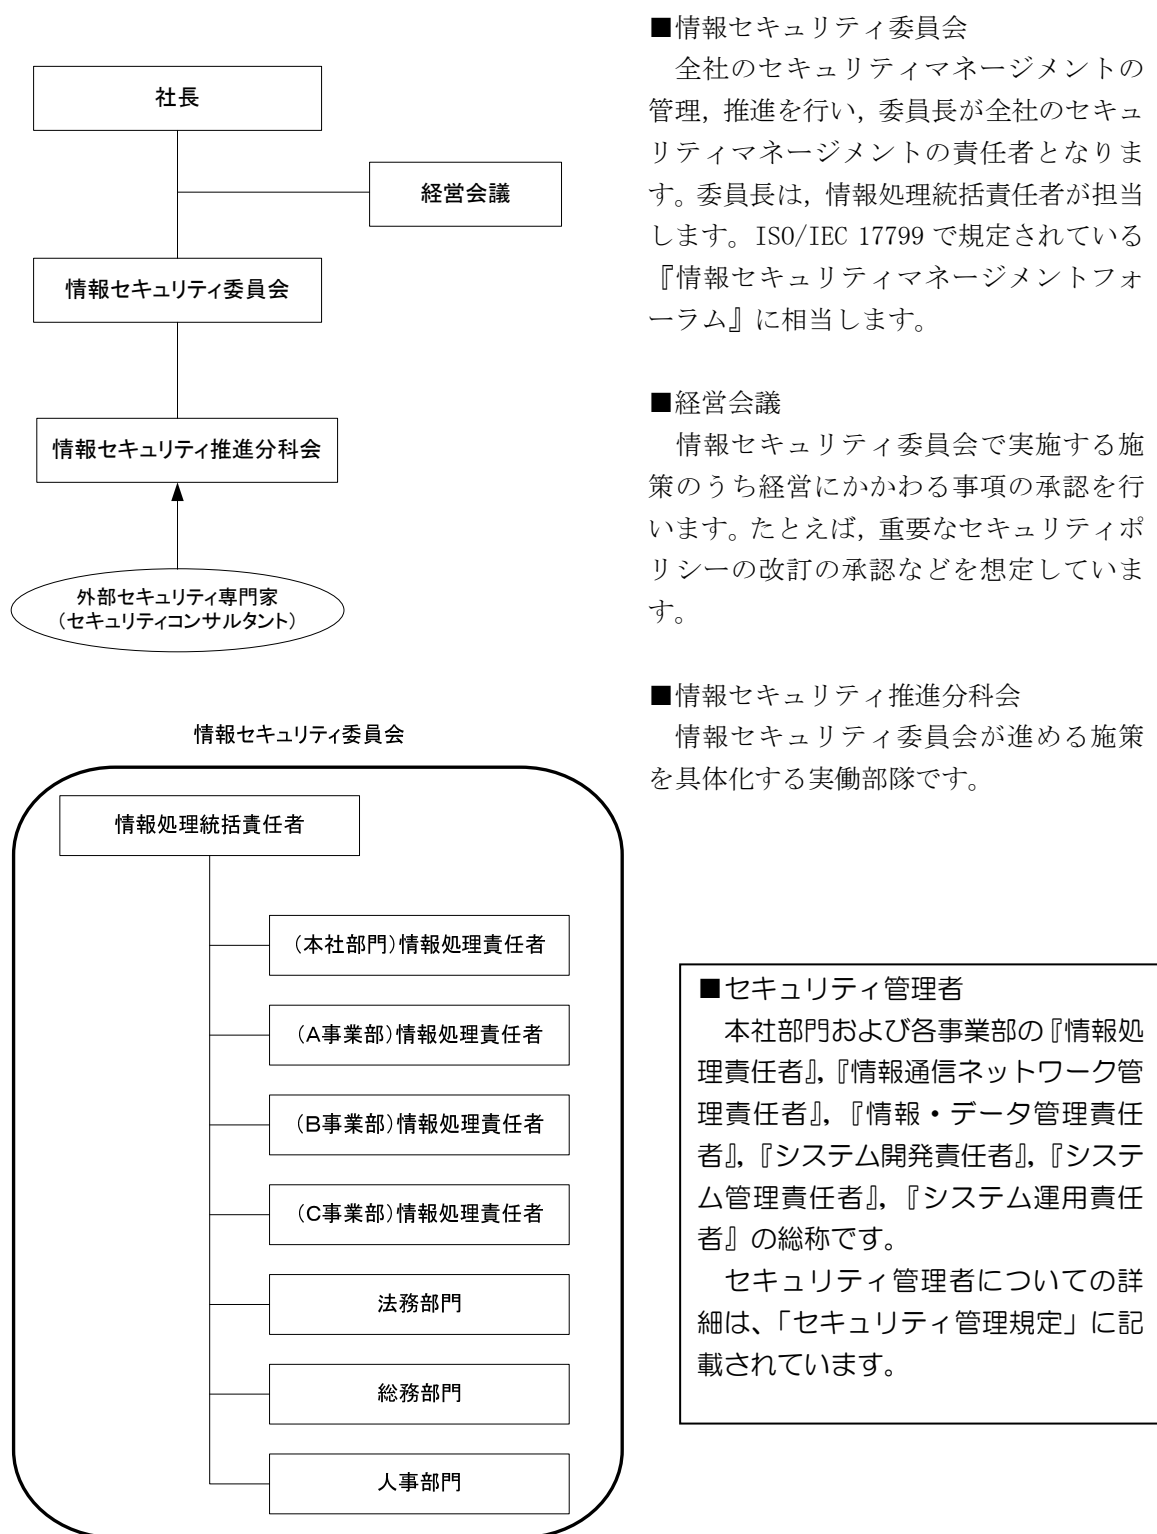 社長
経営会議
情報セキュリティ委員会
情報セキュリティ推進分科会
外部セキュリティ専門家
(セキュリティコンサルタント)
情報セキュリティ委員会
情報処理統括責任者
(本社部門)情報処理責任者
(A事業部)情報処理責任者
(B事業部)情報処理責任者
(C事業部)情報処理責任者
法務部門
総務部門
人事部門
■情報セキュリティ委員会
全社のセキュリティマネージメントの
管理, 推進を行い, 委員長が全社のセキュ
リティマネージメントの責任者となりま
す。委員長は, 情報処理統括責任者が担当
します。ISO/IEC 17799 で規定されている
『情報セキュリティマネージメントフォ
ーラム』に相当します。
■経営会議
情報セキュリティ委員会で実施する施
策のうち経営にかかわる事項の承認を行
います。たとえば, 重要なセキュリティポ
リシーの改訂の承認などを想定していま
す。
■情報セキュリティ推進分科会
情報セキュリティ委員会が進める施策
を具体化する実働部隊です。
■セキュリティ管理者
本社部門および各事業部の『情報処
理責任者』, 『情報通信ネットワーク管
理責任者』, 『情報・データ管理責任
者』, 『システム開発責任者』, 『システ
ム管理責任者』, 『システム運用責任
者』の総称です。
セキュリティ管理者についての詳
細は、「セキュリティ管理規定」に記
載されています。